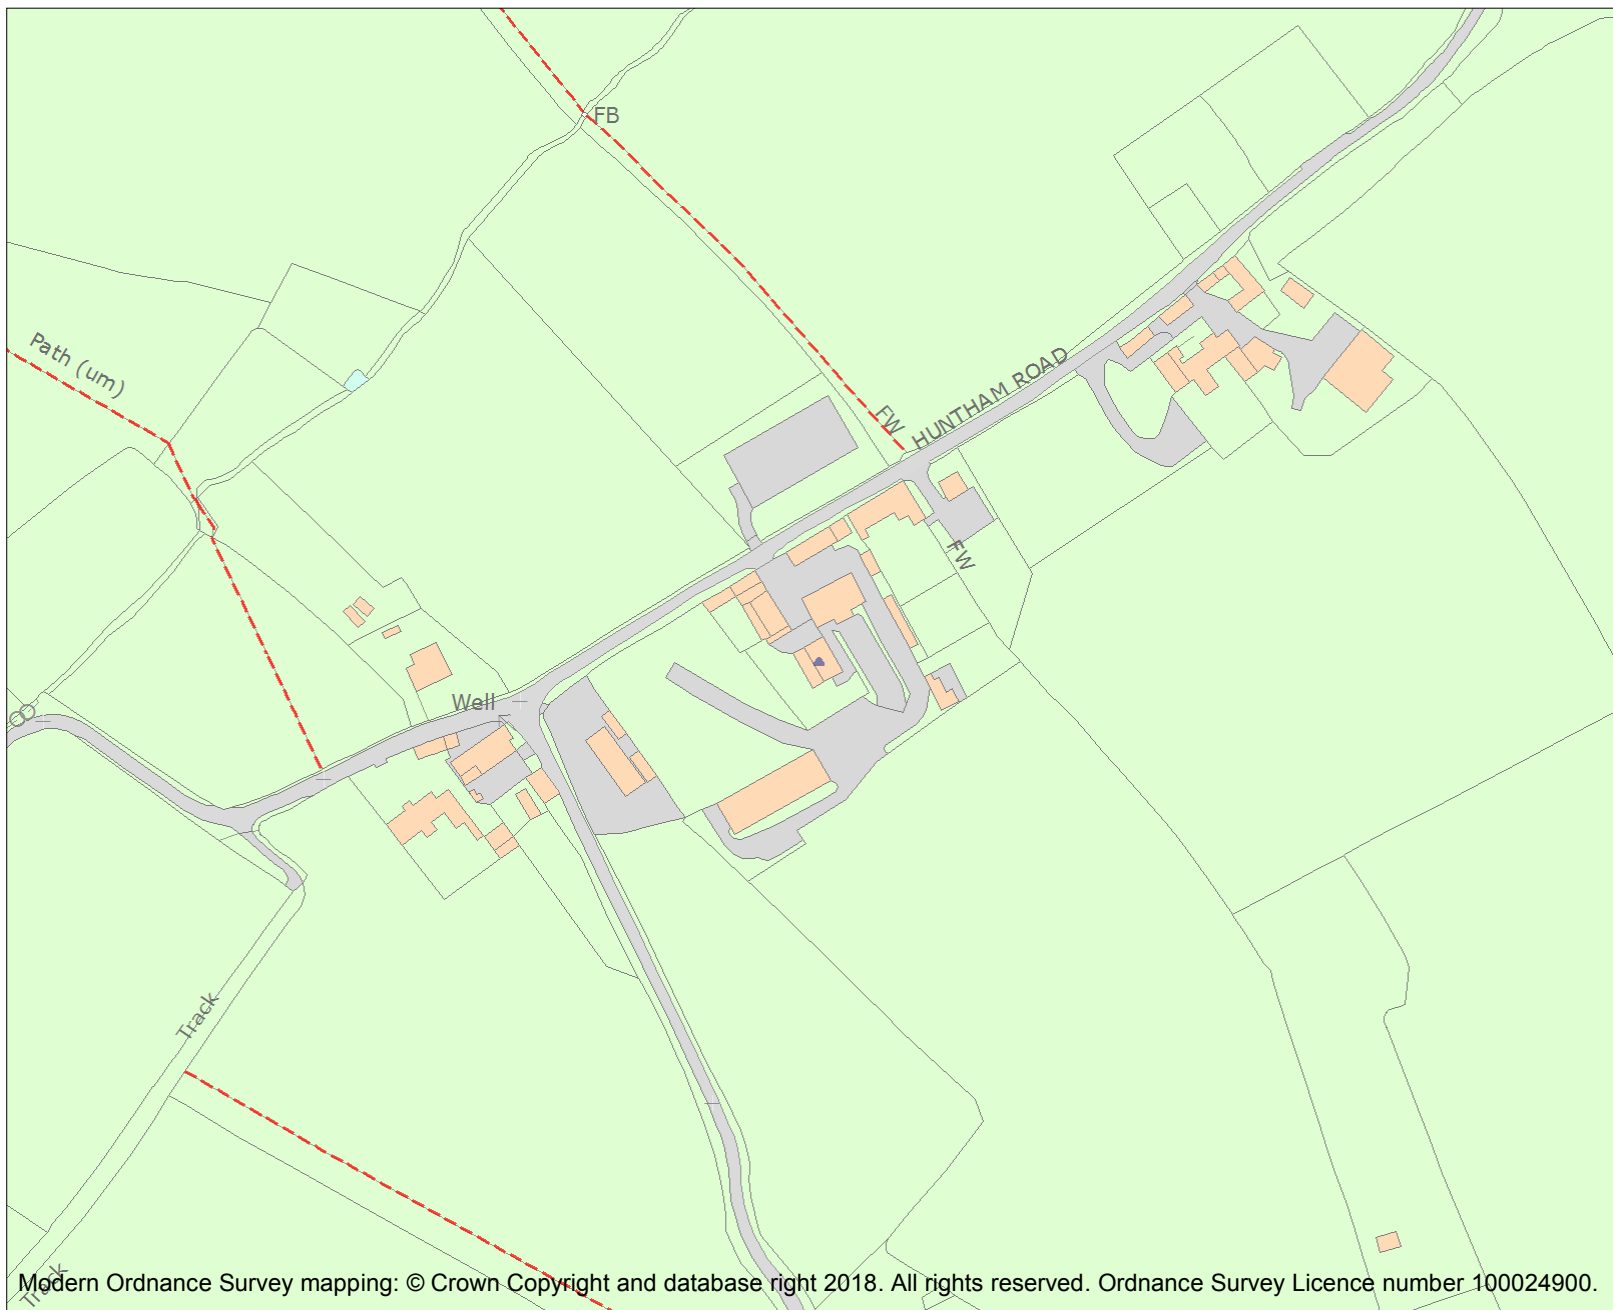 FB
Path (um)
HUNTHAM ROAD
FW
FW
Well
Track
Track
Modern Ordnance Survey mapping: © Crown Copyright and database right 2018. All rights reserved. Ordnance Survey Licence number 100024900.